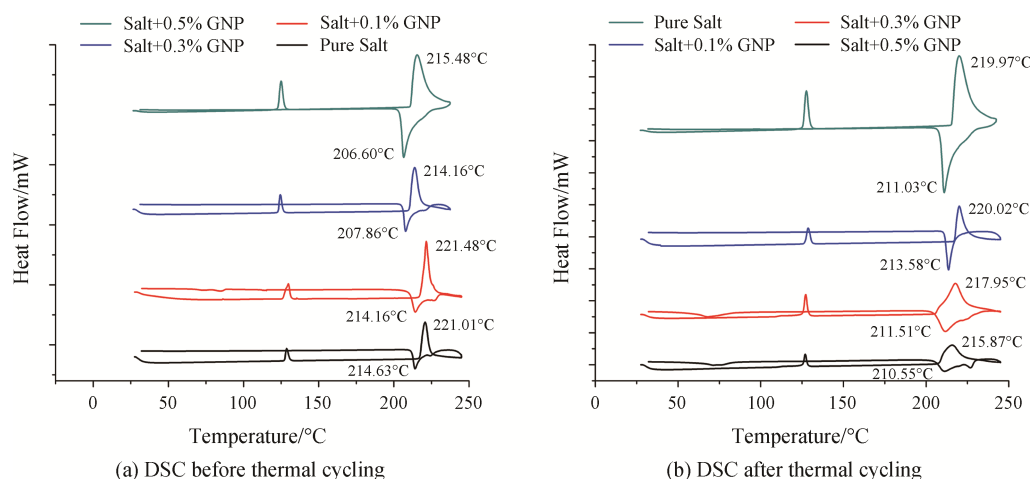 Salt+0.5% GNP
Salt+0.1% GNP
Salt+0.3% GNP
Pure Salt
215.48°C
206.60°C
214.16°C
207.86°C
221.48°C
214.16°C
221.01°C
214.63°C
Heat Flow/mW
0 50 100 150 200 250
Temperature/°C
(a) DSC before thermal cycling
Pure Salt
Salt+0.3% GNP
Salt+0.1% GNP
Salt+0.5% GNP
219.97°C
211.03°C
220.02°C
213.58°C
217.95°C
211.51°C
215.87°C
210.55°C
Heat Flow/mW
0 50 100 150 200 250
Temperature/°C
(b) DSC after thermal cycling